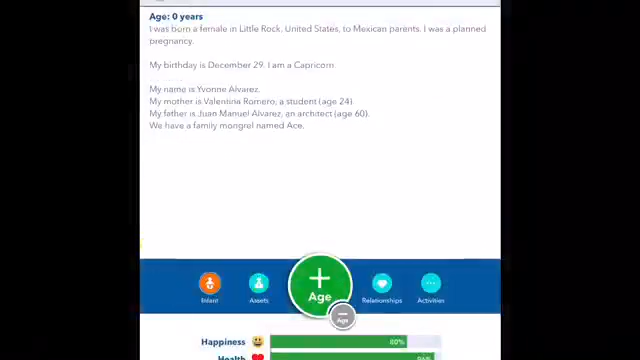 Age: 0 years
I was born a female in Little Rock, United States, to Mexican parents. I was a planned
pregnancy.
My birthday is December 29. I am a Capricorn.
My name is Yvonne Alvarez.
My mother is Valentina Romero, a student (age 24).
My father is Juan Manuel Alvarez, an architect (age 60).
We have a family mongrel named Ace.
Infant
Assets
Age
Relationships
Activities
Age
Happiness 80%
Health